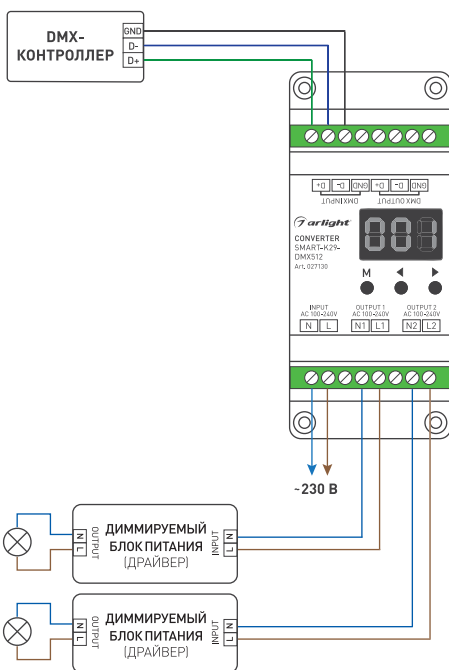 DMX-
КОНТРОЛЛЕР
GND
D-
D+
D+ D- GND D+ D- GND
DMX INPUT DMX OUTPUT
arlight
CONVERTER
SMART-K29-
DMX512
Art. 027130
001
M
INPUT
AC 100-240V
N L
OUTPUT 1
AC 100-240V
N1 L1
OUTPUT 2
AC 100-240V
N2 L2
~230 В
N
L
OUTPUT
ДИММИРУЕМЫЙ
БЛОК ПИТАНИЯ
(ДРАЙВЕР)
INPUT
N
L
N
L
OUTPUT
ДИММИРУЕМЫЙ
БЛОК ПИТАНИЯ
(ДРАЙВЕР)
INPUT
N
L